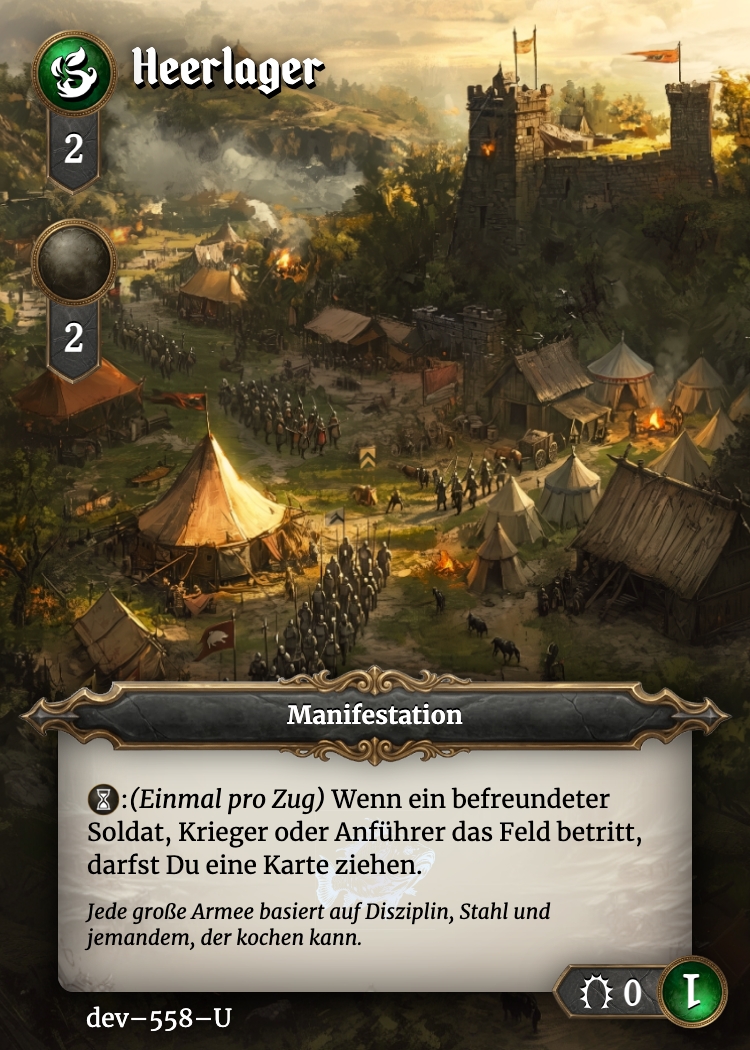 Heerlager
2
2
Manifestation
:(Einmal pro Zug) Wenn ein befreundeter
Soldat, Krieger oder Anführer das Feld betritt,
darfst Du eine Karte ziehen.
Jede große Armee basiert auf Disziplin, Stahl und
jemandem, der kochen kann.
0
dev–558–U